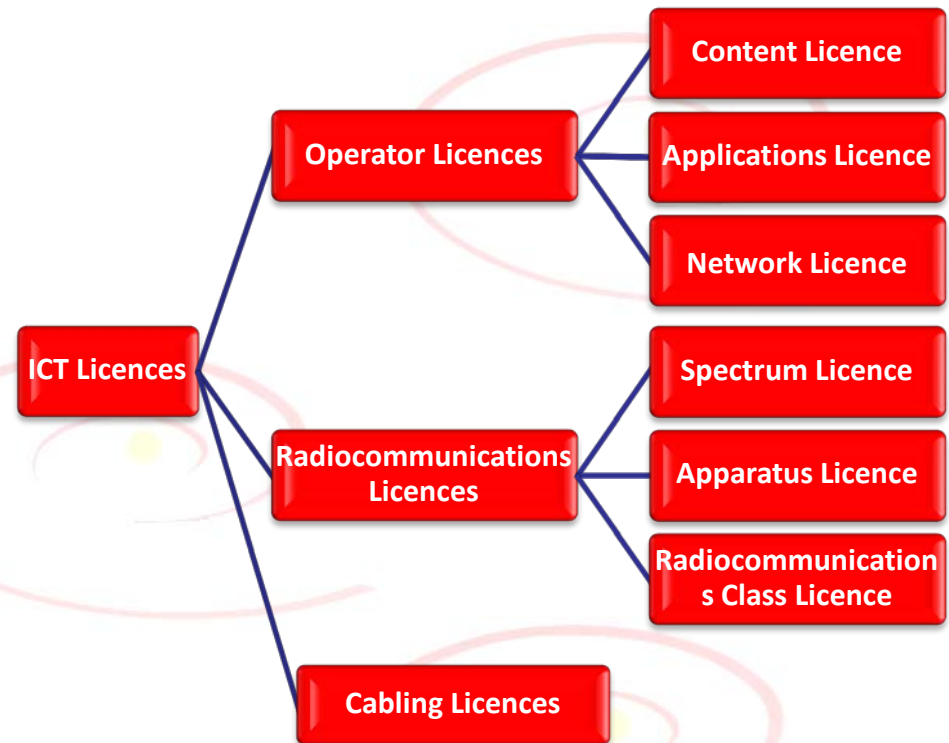 Content Licence
Operator Licences
Applications Licence
Network Licence
ICT Licences
Spectrum Licence
Radiocommunications
Licences
Apparatus Licence
Radiocommunication
s Class Licence
Cabling Licences